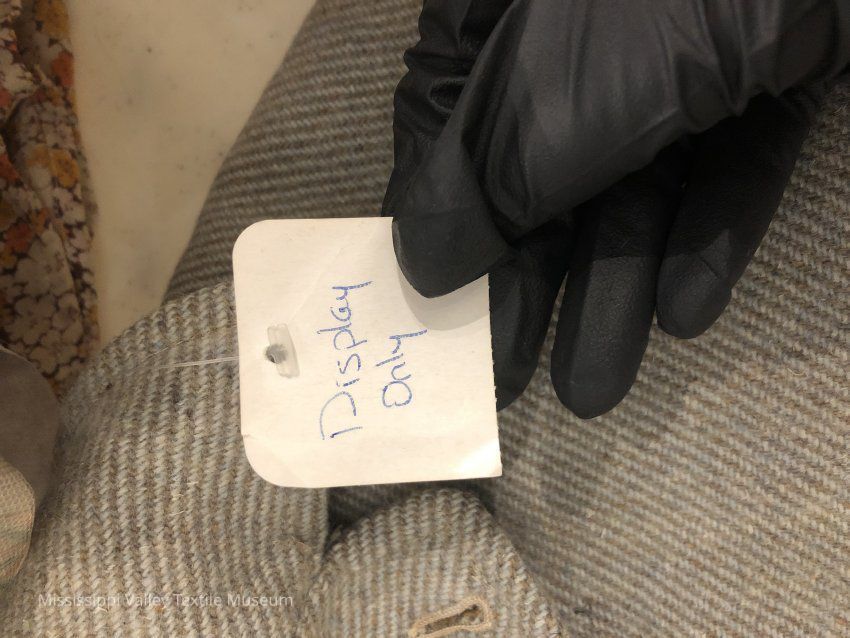 Display
Only
Mississippi Valley Textile Museum